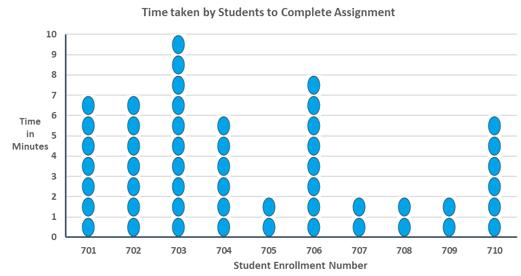 Time taken by Students to Complete Assignment
10
9
8
7
6
5
4
3
2
1
0
Time
in
Minutes
701 702 703 704 705 706 707 708 709 710
Student Enrollment Number